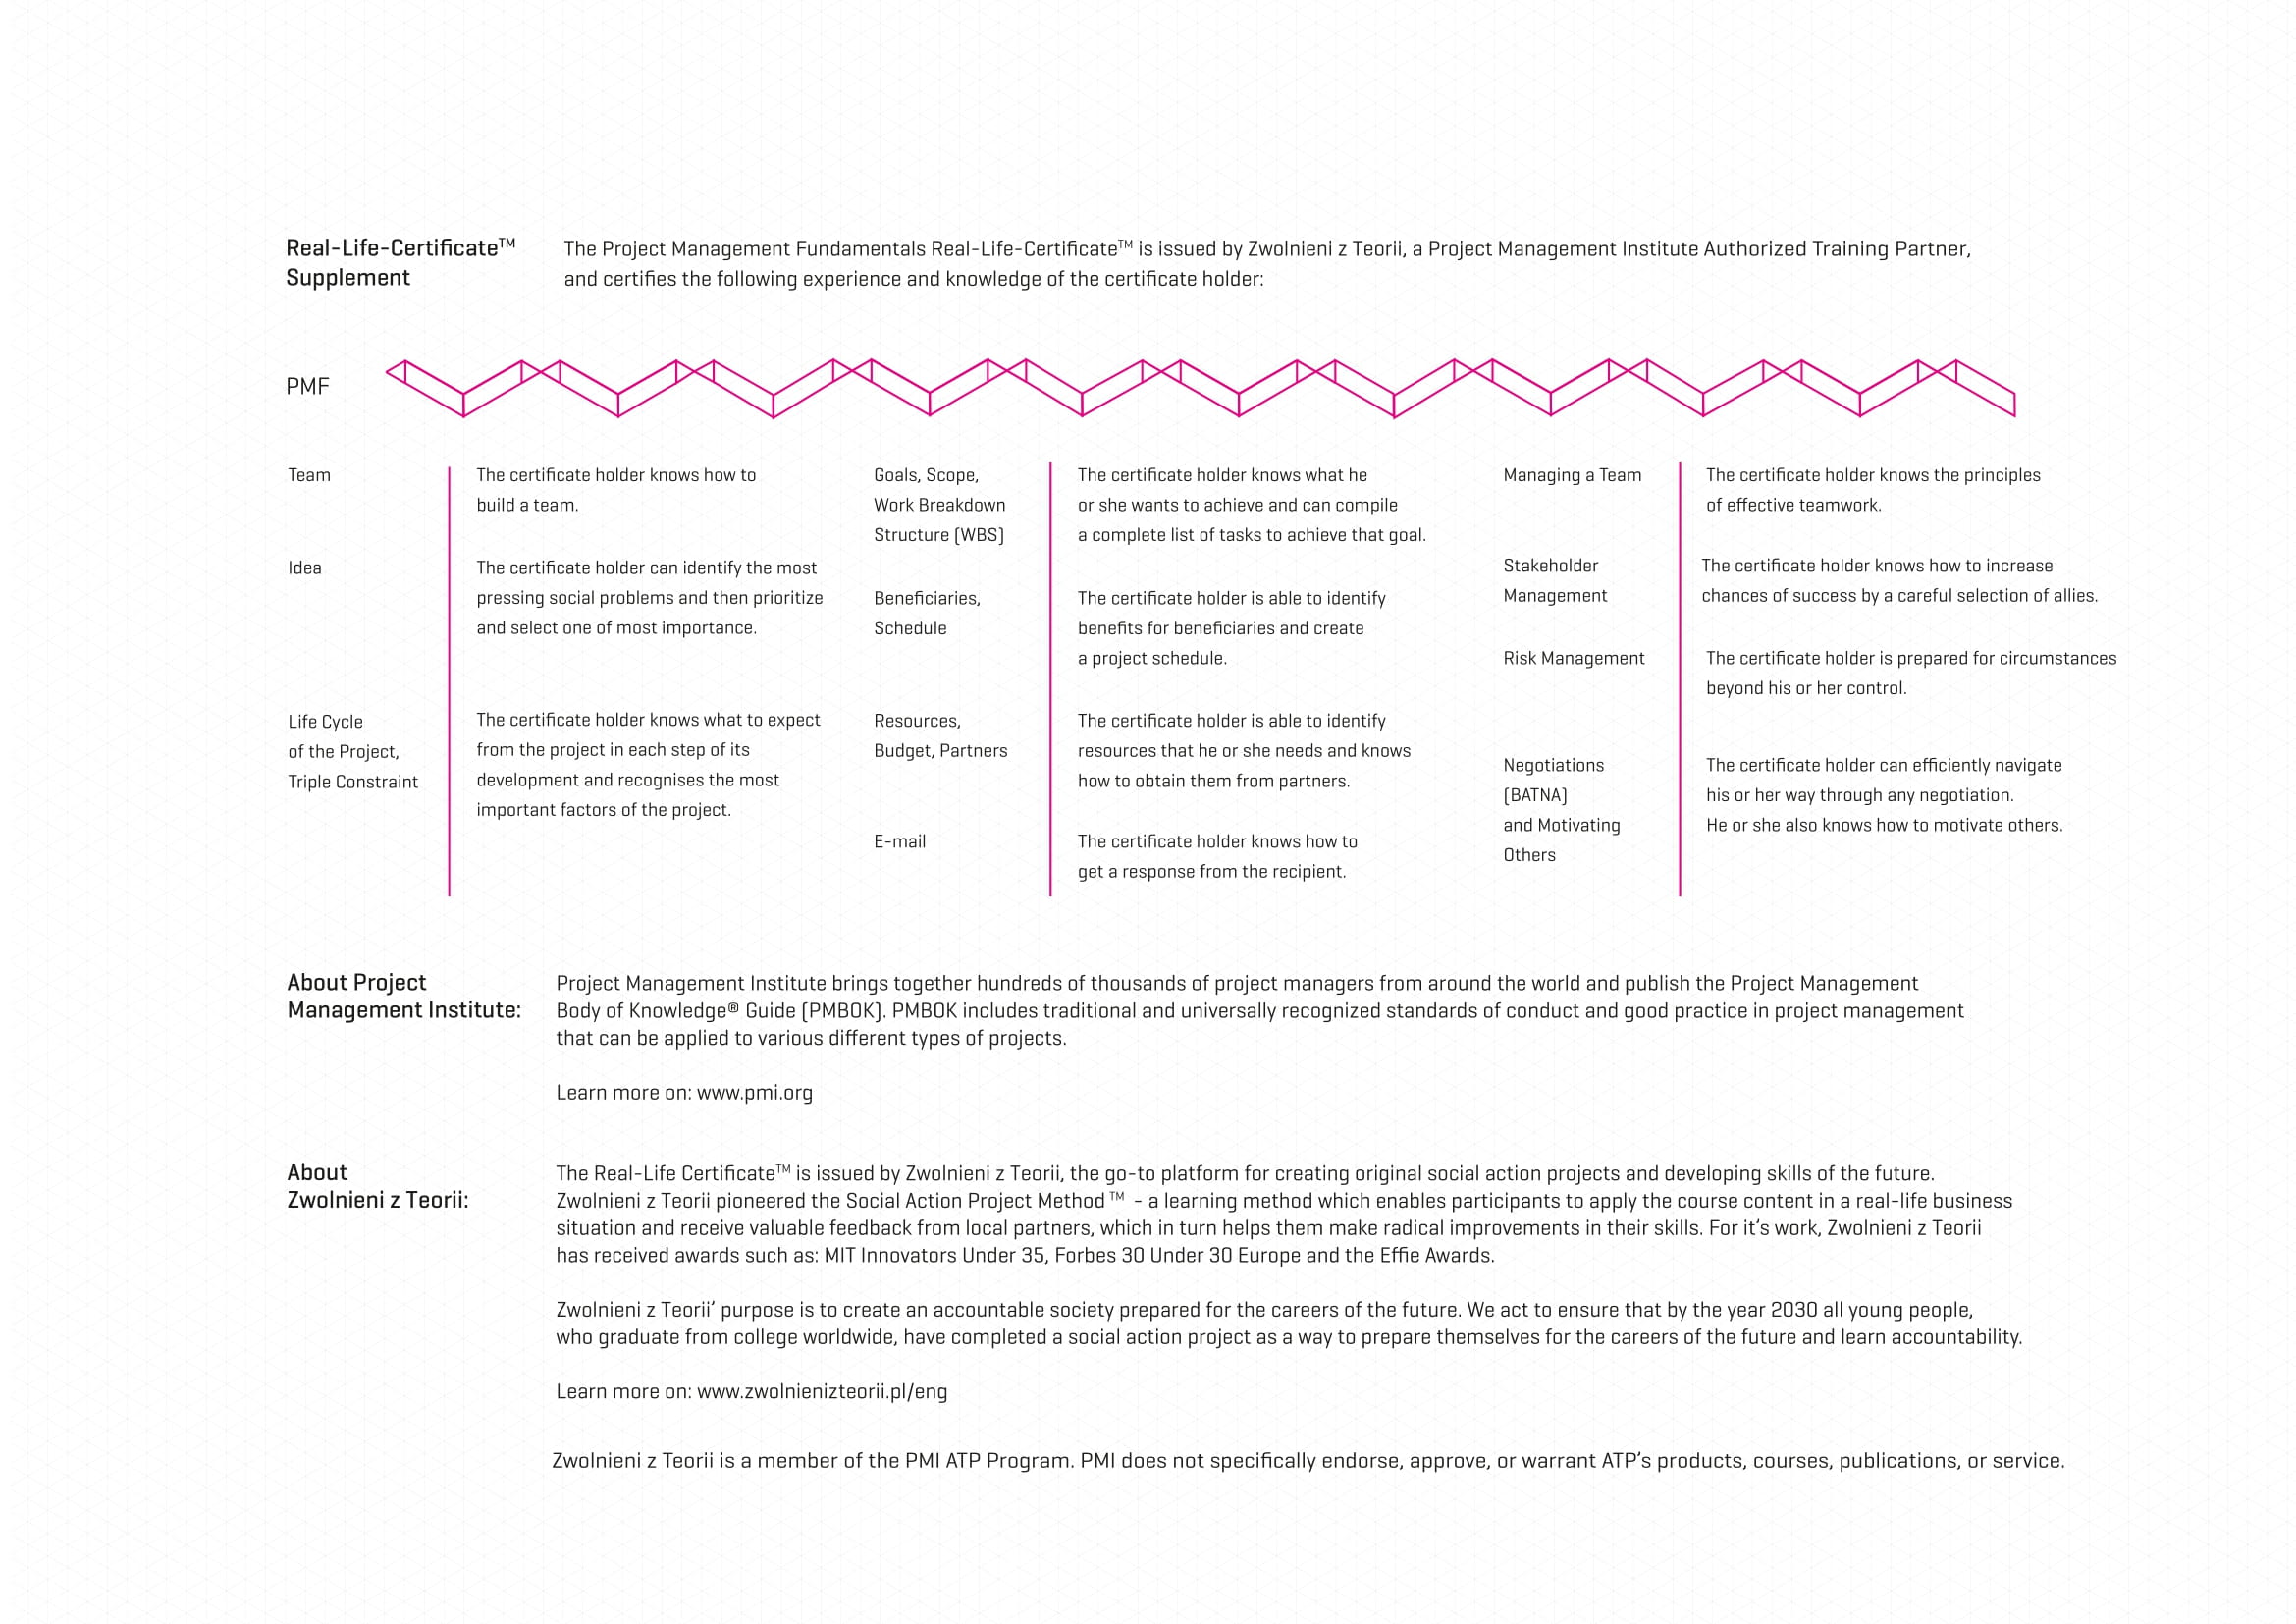 Real-Life-Certificate™
Supplement
The Project Management Fundamentals Real-Life-Certificate™ is issued by Zwolnieni z Teorii, a Project Management Institute Authorized Training Partner,
and certifies the following experience and knowledge of the certificate holder:
PMF
Team
The certificate holder knows how to
build a team.
Idea
The certificate holder can identify the most
pressing social problems and then prioritize
and select one of most importance.
Life Cycle
of the Project,
Triple Constraint
The certificate holder knows what to expect
from the project in each step of its
development and recognises the most
important factors of the project.
Goals, Scope,
Work Breakdown
Structure (WBS)
The certificate holder knows what he
or she wants to achieve and can compile
a complete list of tasks to achieve that goal.
Beneficiaries,
Schedule
The certificate holder is able to identify
benefits for beneficiaries and create
a project schedule.
Resources,
Budget, Partners
The certificate holder is able to identify
resources that he or she needs and knows
how to obtain them from partners.
E-mail
The certificate holder knows how to
get a response from the recipient.
Managing a Team
The certificate holder knows the principles
of effective teamwork.
Stakeholder
Management
The certificate holder knows how to increase
chances of success by a careful selection of allies.
Risk Management
The certificate holder is prepared for circumstances
beyond his or her control.
Negotiations
(BATNA)
and Motivating
Others
The certificate holder can efficiently navigate
his or her way through any negotiation.
He or she also knows how to motivate others.
About Project
Management Institute:
Project Management Institute brings together hundreds of thousands of project managers from around the world and publish the Project Management
Body of Knowledge® Guide (PMBOK). PMBOK includes traditional and universally recognized standards of conduct and good practice in project management
that can be applied to various different types of projects.
Learn more on: www.pmi.org
About
Zwolnieni z Teorii:
The Real-Life Certificate™ is issued by Zwolnieni z Teorii, the go-to platform for creating original social action projects and developing skills of the future.
Zwolnieni z Teorii pioneered the Social Action Project Method ™ - a learning method which enables participants to apply the course content in a real-life business
situation and receive valuable feedback from local partners, which in turn helps them make radical improvements in their skills. For it's work, Zwolnieni z Teorii
has received awards such as: MIT Innovators Under 35, Forbes 30 Under 30 Europe and the Effie Awards.
Zwolnieni z Teorii' purpose is to create an accountable society prepared for the careers of the future. We act to ensure that by the year 2030 all young people,
who graduate from college worldwide, have completed a social action project as a way to prepare themselves for the careers of the future and learn accountability.
Learn more on: www.zwolnienizteorii.pl/eng
Zwolnieni z Teorii is a member of the PMI ATP Program. PMI does not specifically endorse, approve, or warrant ATP's products, courses, publications, or service.